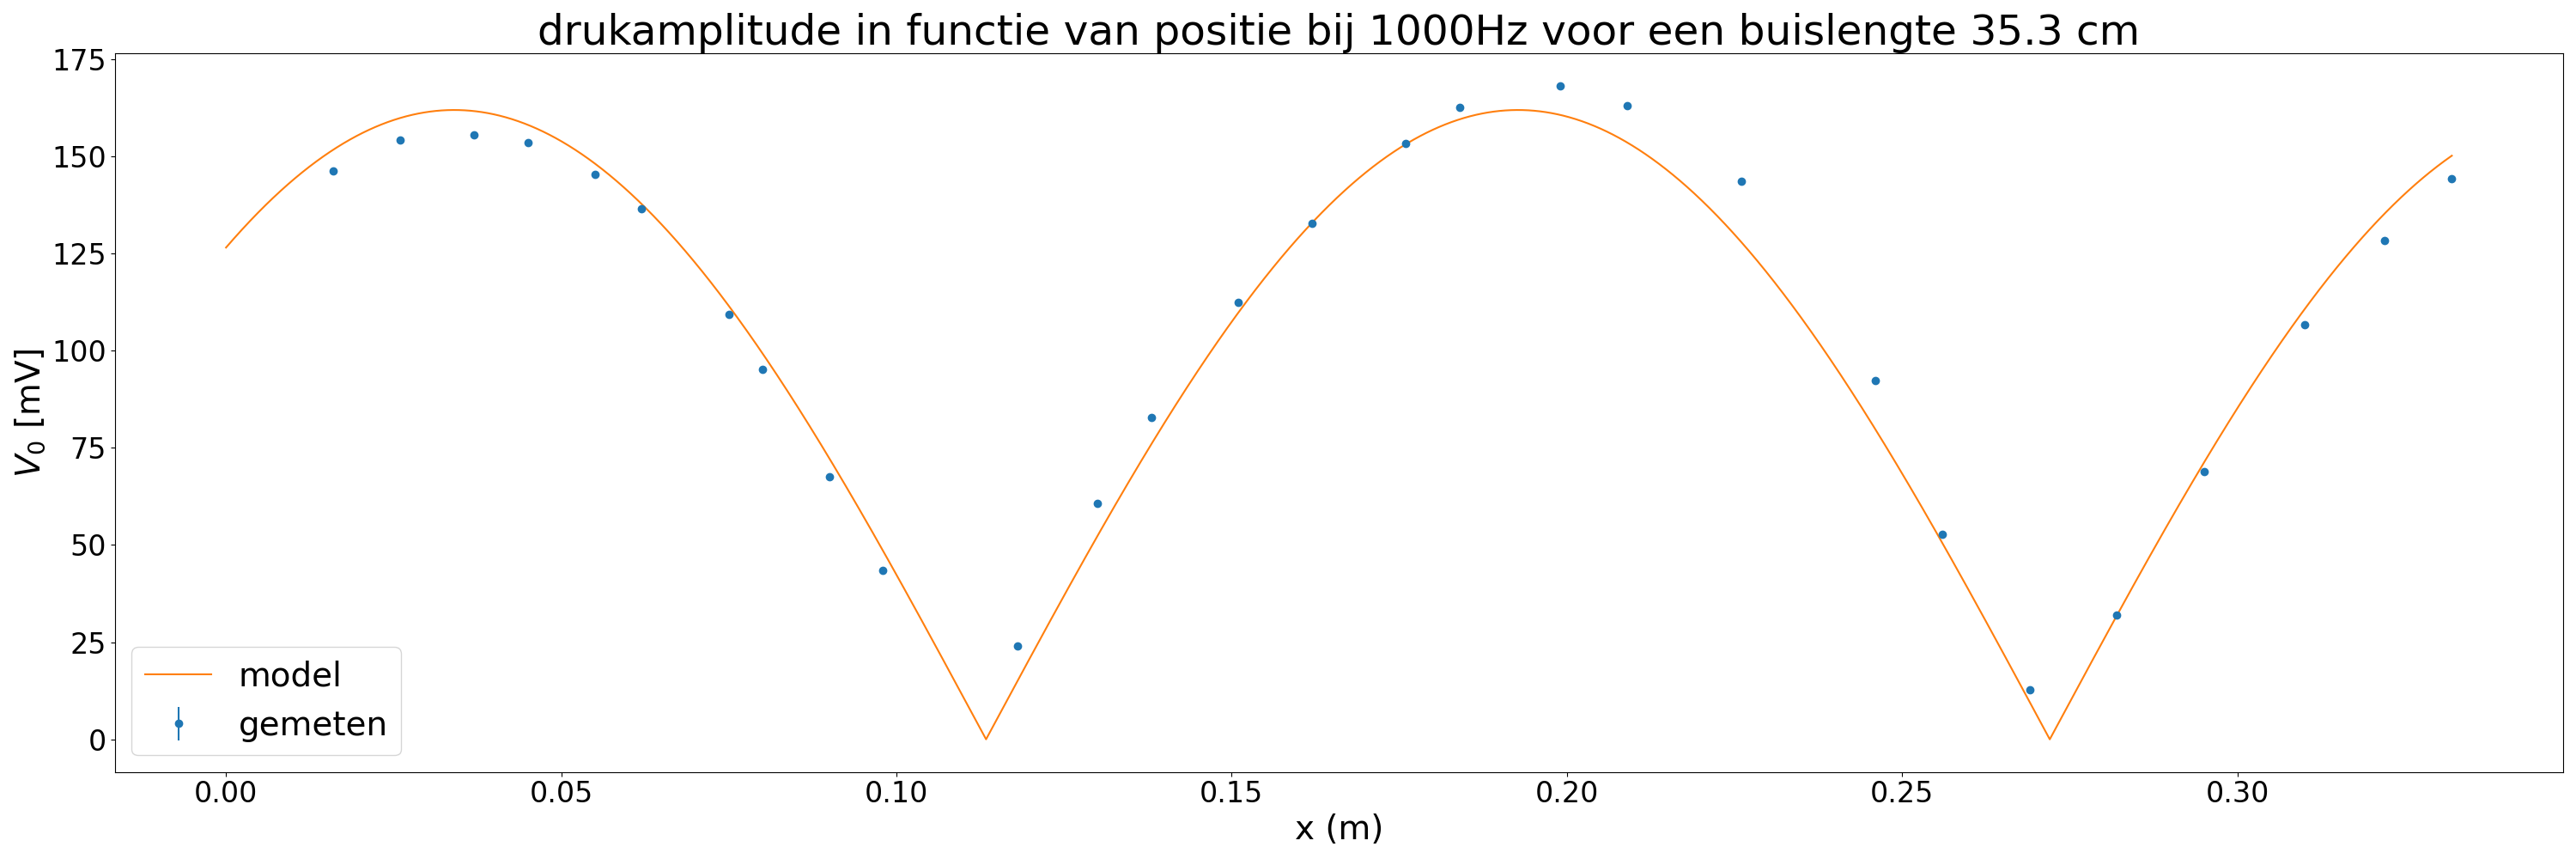 drukamplitude in functie van positie bij 1000Hz voor een buislengte 35.3 cm
175
150
125
100
75
50
25
0
V₀ [mV]
model
gemeten
0.00 0.05 0.10 0.15 0.20 0.25 0.30
x (m)